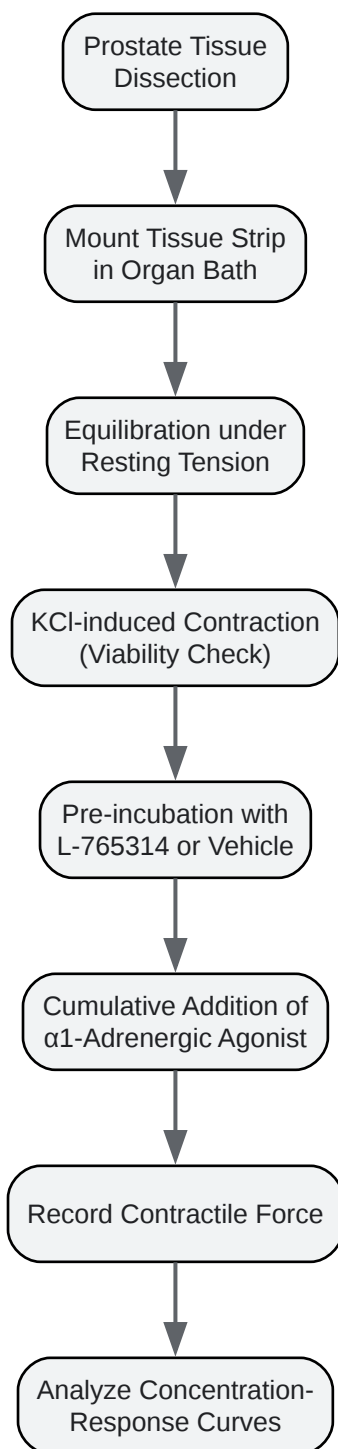 Prostate Tissue
Dissection
Mount Tissue Strip
in Organ Bath
Equilibration under
Resting Tension
KCl-induced Contraction
(Viability Check)
Pre-incubation with
L-765314 or Vehicle
Cumulative Addition of
α1-Adrenergic Agonist
Record Contractile Force
Analyze Concentration-
Response Curves